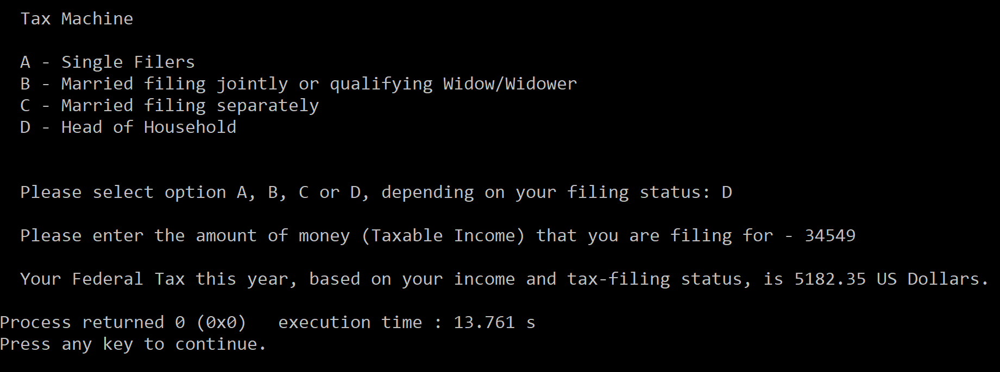 Tax Machine
A - Single Filers
B - Married filing jointly or qualifying Widow/Widower
C - Married filing separately
D - Head of Household
Please select option A, B, C or D, depending on your filing status: D
Please enter the amount of money (Taxable Income) that you are filing for - 34549
Your Federal Tax this year, based on your income and tax-filing status, is 5182.35 US Dollars.
Process returned 0 (0x0)   execution time : 13.761 s
Press any key to continue.